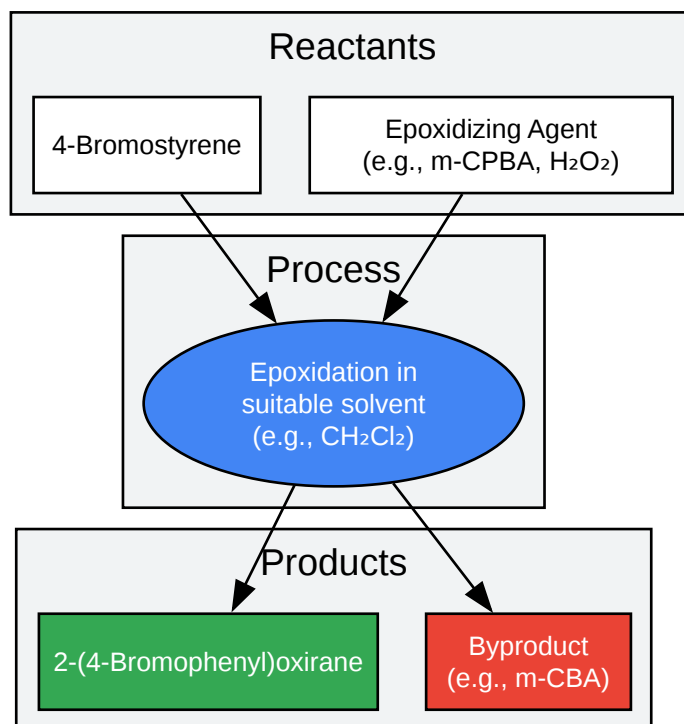 Reactants
4-Bromostyrene
Epoxidizing Agent
(e.g., m-CPBA, H₂O₂)
Process
Epoxidation in
suitable solvent
(e.g., CH₂Cl₂)
Products
2-(4-Bromophenyl)oxirane
Byproduct
(e.g., m-CBA)